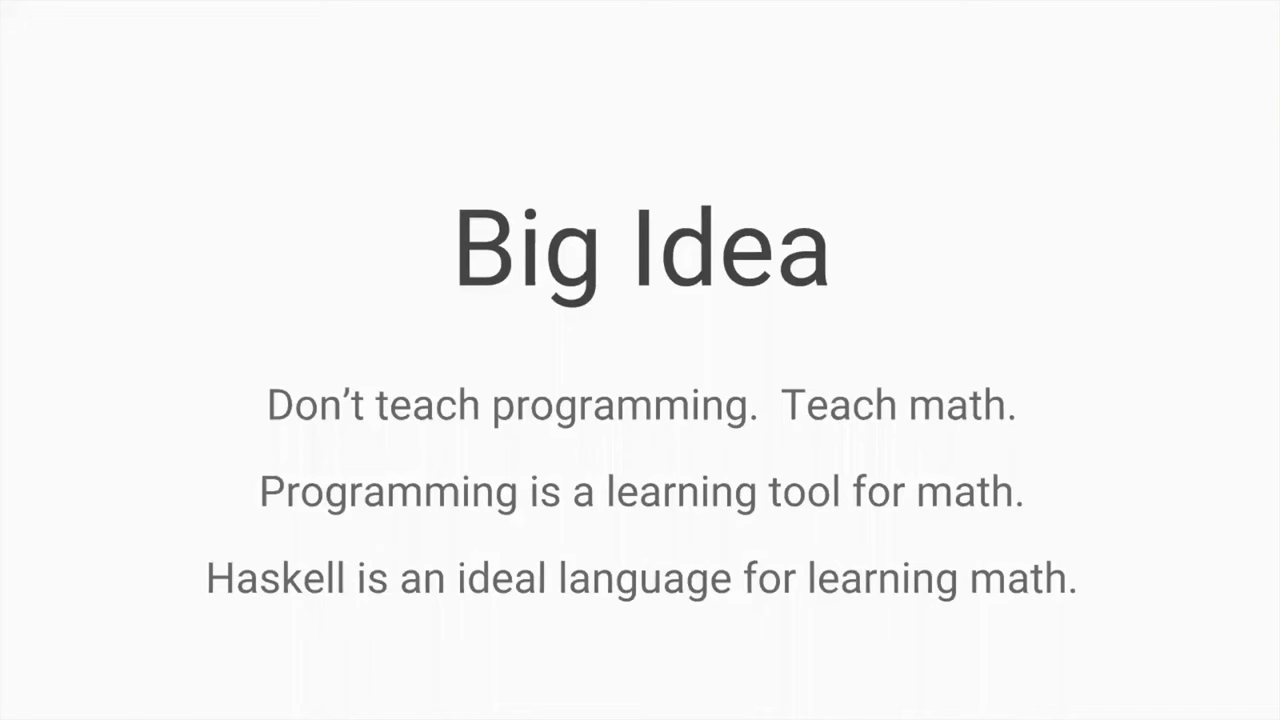 Big Idea
Don’t teach programming.  Teach math.
Programming is a learning tool for math.
Haskell is an ideal language for learning math.